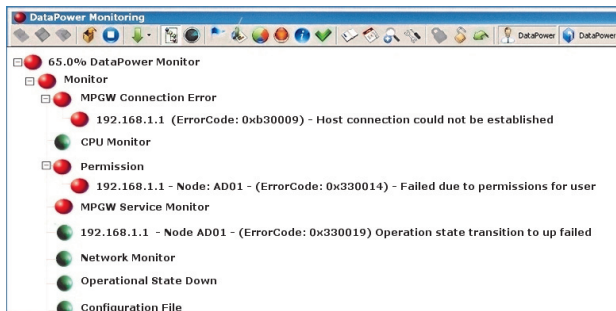 DataPower Monitoring
DataPower DataPower
65.0% DataPower Monitor
Monitor
MPGW Connection Error
192.168.1.1 (ErrorCode: 0xb30009) - Host connection could not be established
CPU Monitor
Permission
192.168.1.1 - Node: AD01 - (ErrorCode: 0x330014) - Failed due to permissions for user
MPGW Service Monitor
192.168.1.1 - Node AD01 - (ErrorCode: 0x330019) Operation state transition to up failed
Network Monitor
Operational State Down
Configuration File